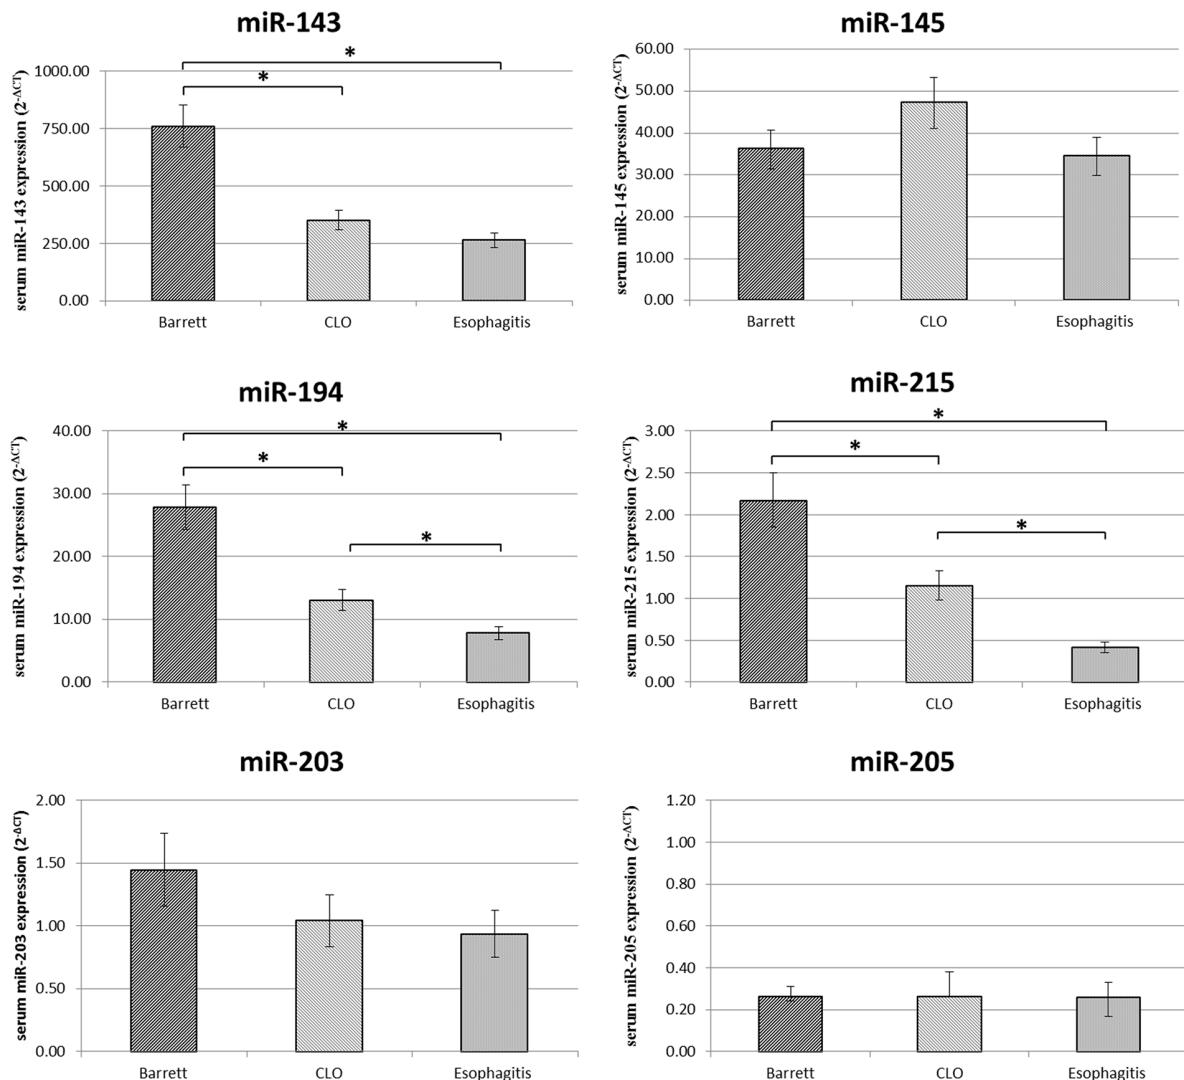 miR-143
serum miR-143 expression (2-ΔCT)
1000.00
750.00
500.00
250.00
0.00
*
*
Barrett CLO Esophagitis
miR-145
serum miR-145 expression (2-ΔCT)
60.00
50.00
40.00
30.00
20.00
10.00
0.00
Barrett CLO Esophagitis
miR-194
serum miR-194 expression (2-ΔCT)
40.00
30.00
20.00
10.00
0.00
*
*
*
Barrett CLO Esophagitis
miR-215
serum miR-215 expression (2-ΔCT)
3.00
2.50
2.00
1.50
1.00
0.50
0.00
*
*
*
Barrett CLO Esophagitis
miR-203
serum miR-203 expression (2-ΔCT)
2.00
1.50
1.00
0.50
0.00
Barrett CLO Esophagitis
miR-205
serum miR-205 expression (2-ΔCT)
1.20
1.00
0.80
0.60
0.40
0.20
0.00
Barrett CLO Esophagitis